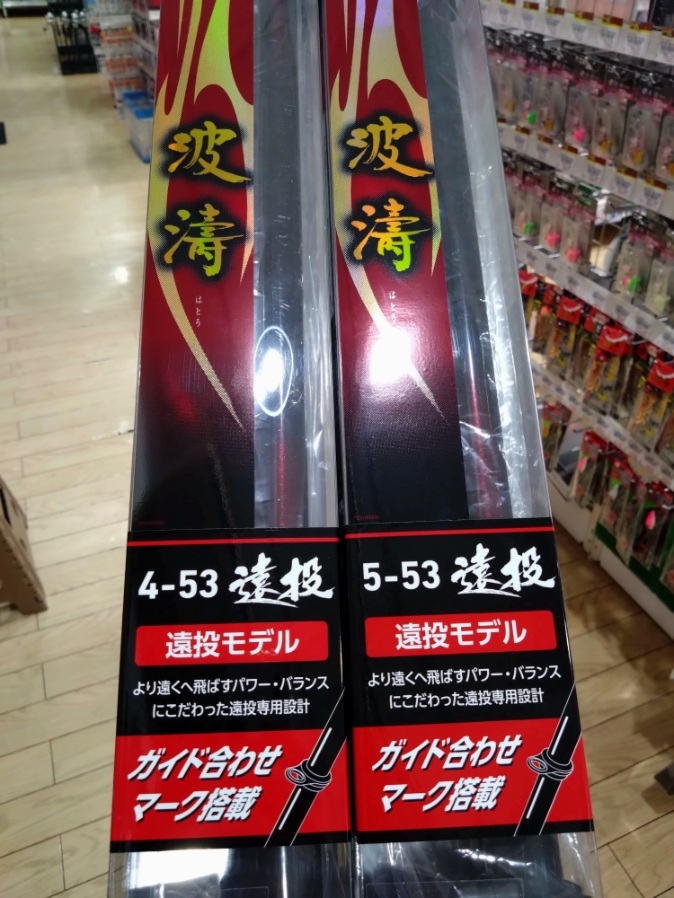 波濤
はとう
4-53 遠投
遠投モデル
より遠くへ飛ばすパワー・バランス
にこだわった遠投専用設計
ガイド合わせ
マーク搭載
波濤
はとう
5-53 遠投
遠投モデル
より遠くへ飛ばすパワー・バランス
にこだわった遠投専用設計
ガイド合わせ
マーク搭載